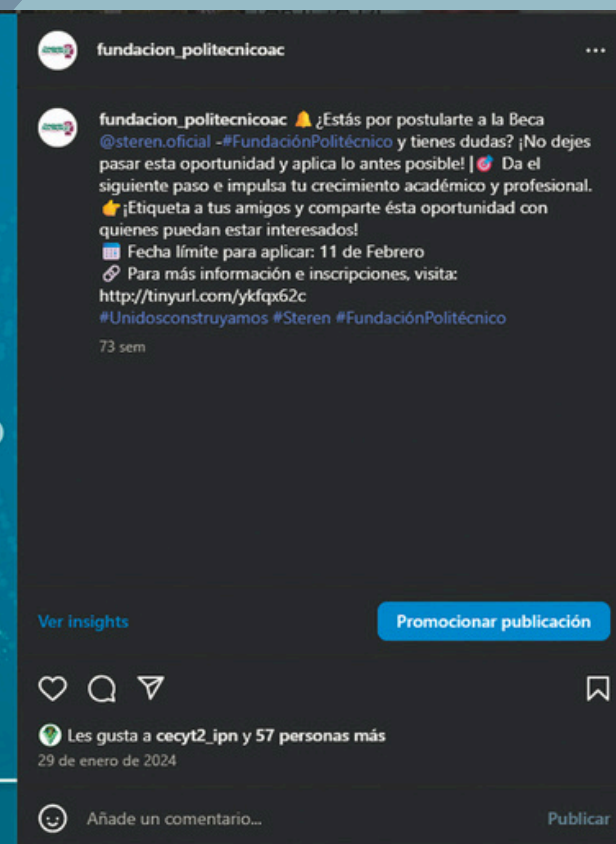 fundacion_politecnicoac
fundacion_politecnicoac 🔔 ¿Estás por postularte a la Beca
@steren.oficial -#FundaciónPolitécnico y tienes dudas? ¡No dejes
pasar esta oportunidad y aplica lo antes posible! |🎯 Da el
siguiente paso e impulsa tu crecimiento académico y profesional.
👉¡Etiqueta a tus amigos y comparte ésta oportunidad con
quienes puedan estar interesados!
📅 Fecha límite para aplicar: 11 de Febrero
🔗 Para más información e inscripciones, visita:
http://tinyurl.com/ykfqx62c
#Unidosconstruyamos #Steren #FundaciónPolitécnico
73 sem
Ver insights
Promocionar publicación
Les gusta a cecyt2_ipn y 57 personas más
29 de enero de 2024
Añade un comentario...
Publicar